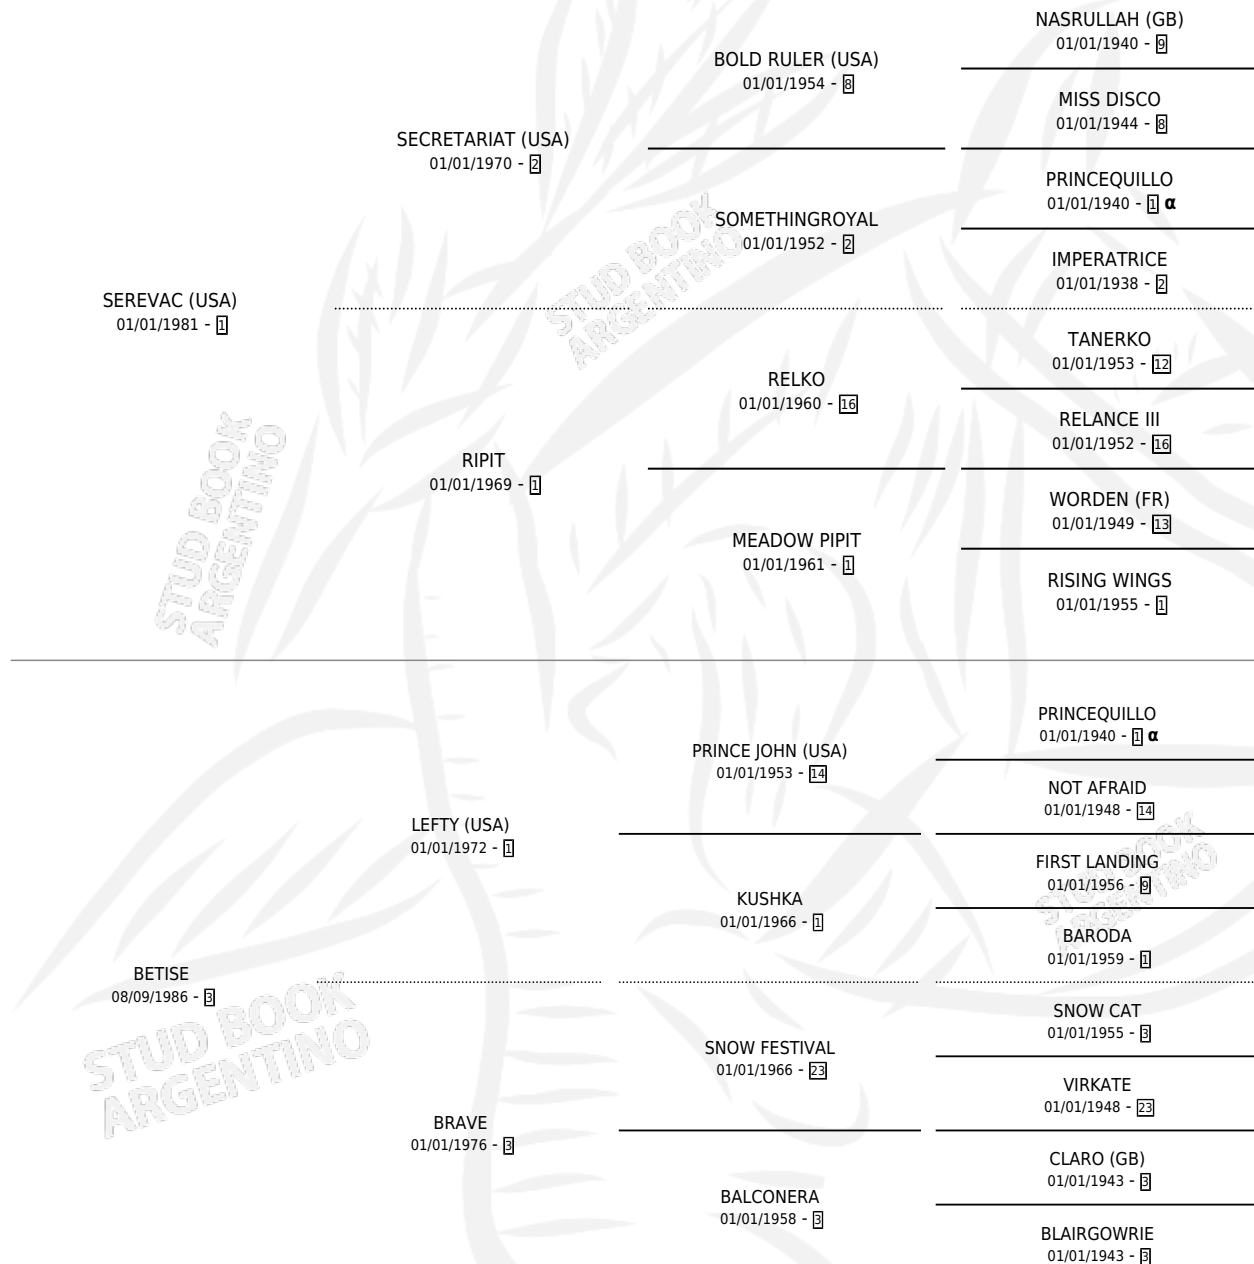 NASRULLAH (GB)
01/01/1940 - 9
BOLD RULER (USA)
01/01/1954 - 8
MISS DISCO
01/01/1944 - 8
SECRETARIAT (USA)
01/01/1970 - 2
PRINCEQUILLO
01/01/1940 - 1 α
SOMETHINGROYAL
01/01/1952 - 2
IMPERATRICE
01/01/1938 - 2
SEREVAC (USA)
01/01/1981 - 1
TANERKO
01/01/1953 - 12
RELKO
01/01/1960 - 16
RELANCE III
01/01/1952 - 16
RIPIT
01/01/1969 - 1
WORDEN (FR)
01/01/1949 - 13
MEADOW PIPIT
01/01/1961 - 1
RISING WINGS
01/01/1955 - 1
PRINCEQUILLO
01/01/1940 - 1 α
PRINCE JOHN (USA)
01/01/1953 - 14
NOT AFRAID
01/01/1948 - 14
LEFTY (USA)
01/01/1972 - 1
FIRST LANDING
01/01/1956 - 9
KUSHKA
01/01/1966 - 1
BARODA
01/01/1959 - 1
BETISE
08/09/1986 - 3
SNOW CAT
01/01/1955 - 3
SNOW FESTIVAL
01/01/1966 - 23
VIRKATE
01/01/1948 - 23
BRAVE
01/01/1976 - 3
CLARO (GB)
01/01/1943 - 3
BALCONERA
01/01/1958 - 3
BLAIRGOWRIE
01/01/1943 - 3
STUD BOOK
ARGENTINO
STUD BOOK
ARGENTINO
STUD BOOK
ARGENTINO
STUD BOOK
ARGENTINO